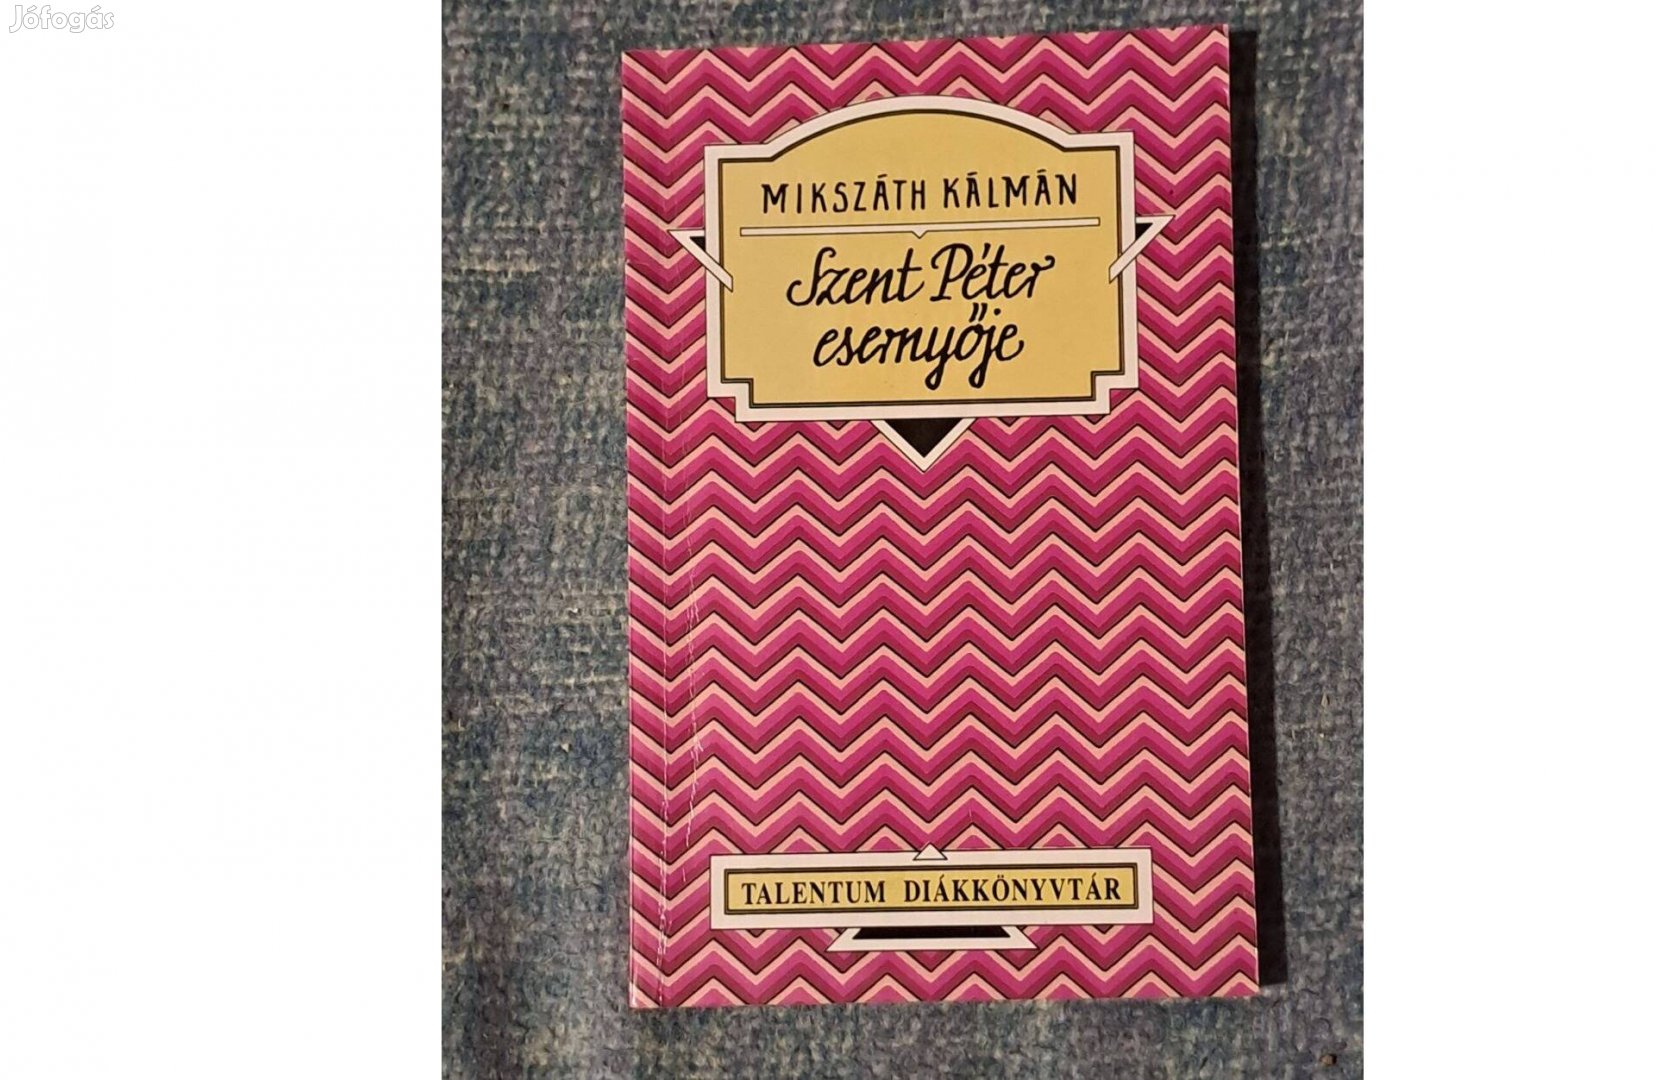 Jófogás
MIKSZÁTH KÁLMÁN
Szent Péter
esernyője
TALENTUM DIÁKKÖNYVTÁR